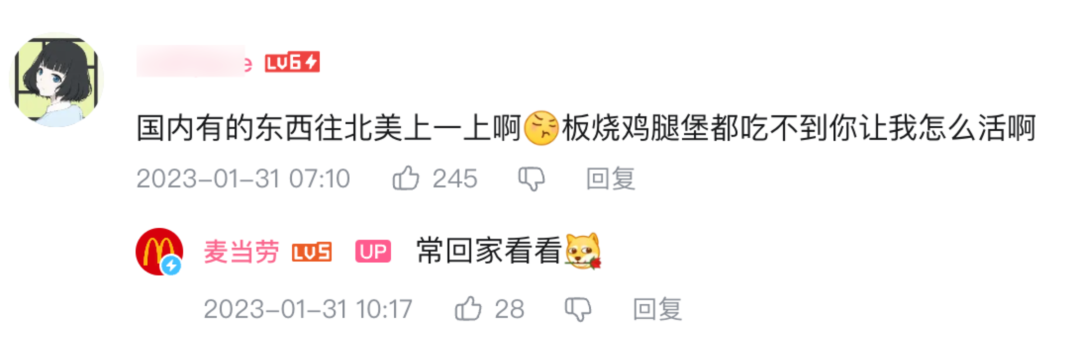 LV6
国内有的东西往北美上一上啊板烧鸡腿堡都吃不到你让我怎么活啊
2023-01-31 07:10 245 回复
麦当劳 LV5 UP 常回家看看
2023-01-31 10:17 28 回复